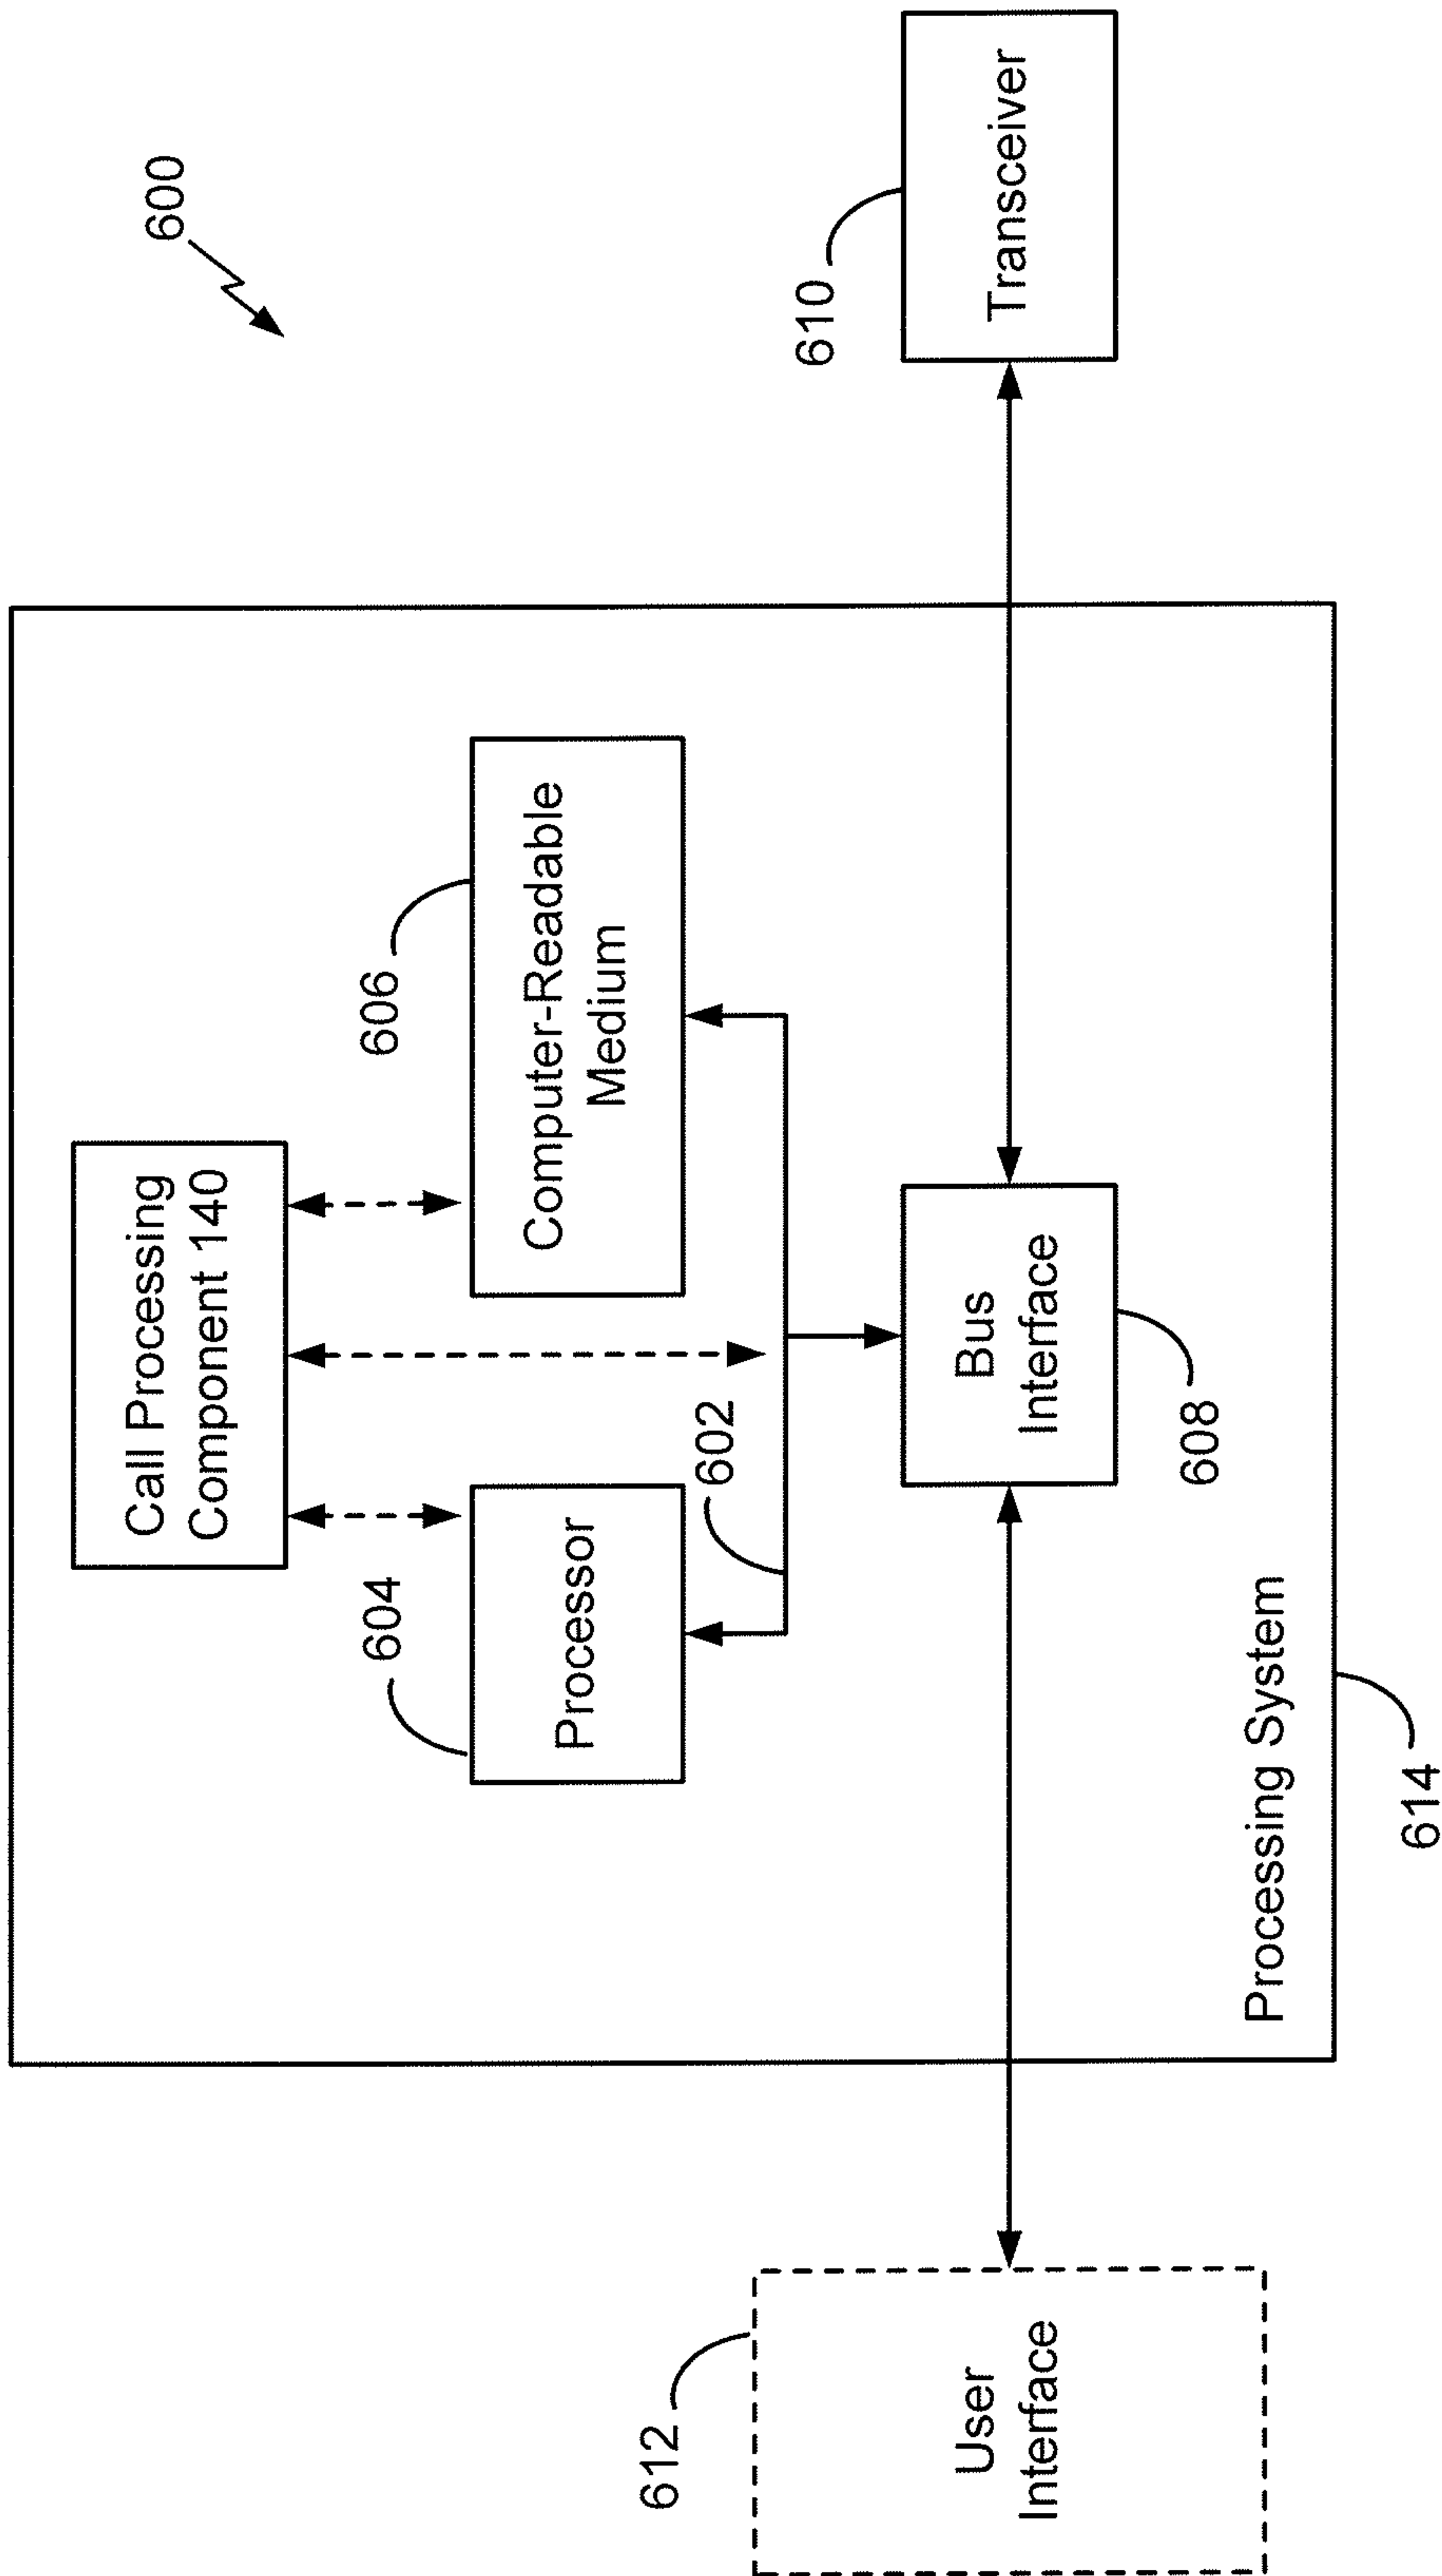 600
Call Processing
Component 140
604
606
Processor
Computer-Readable
Medium
602
610
612
User
Interface
Bus
Interface
Transceiver
608
Processing System
614